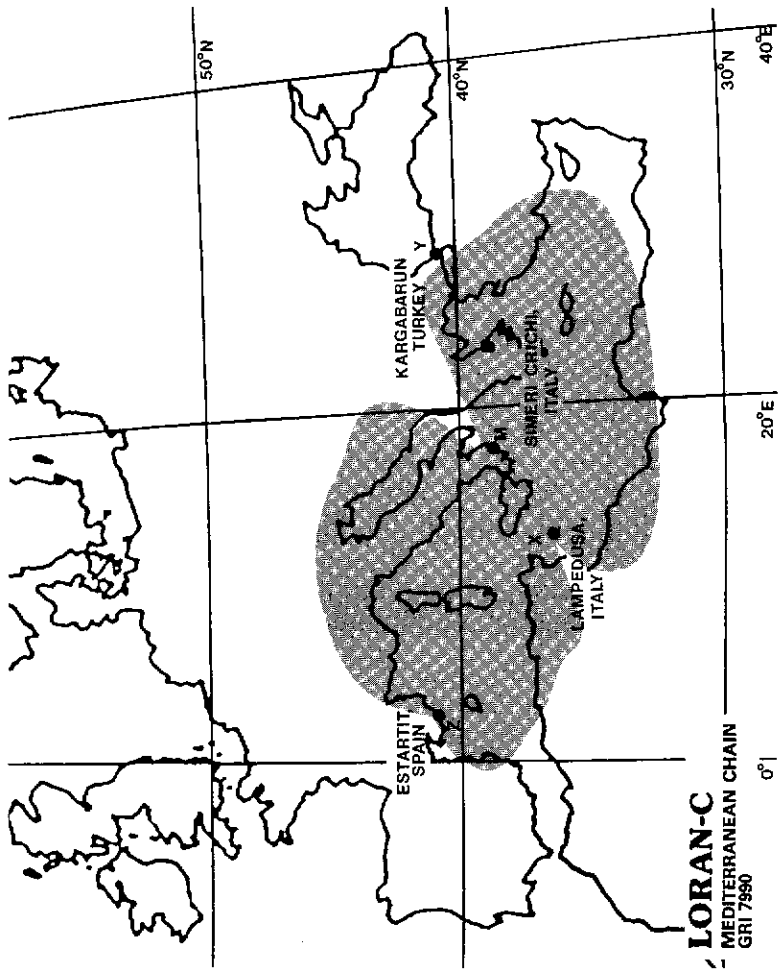 50°N
40°N
30°N
40°E
20°E
0°
KARGABARUN
TURKEY
Y
SIMERI CRICHI,
ITALY
M
LAMPEDUSA,
ITALY
X
ESTARTIT,
SPAIN
Z
LORAN-C
MEDITERRANEAN CHAIN
GRI 7990